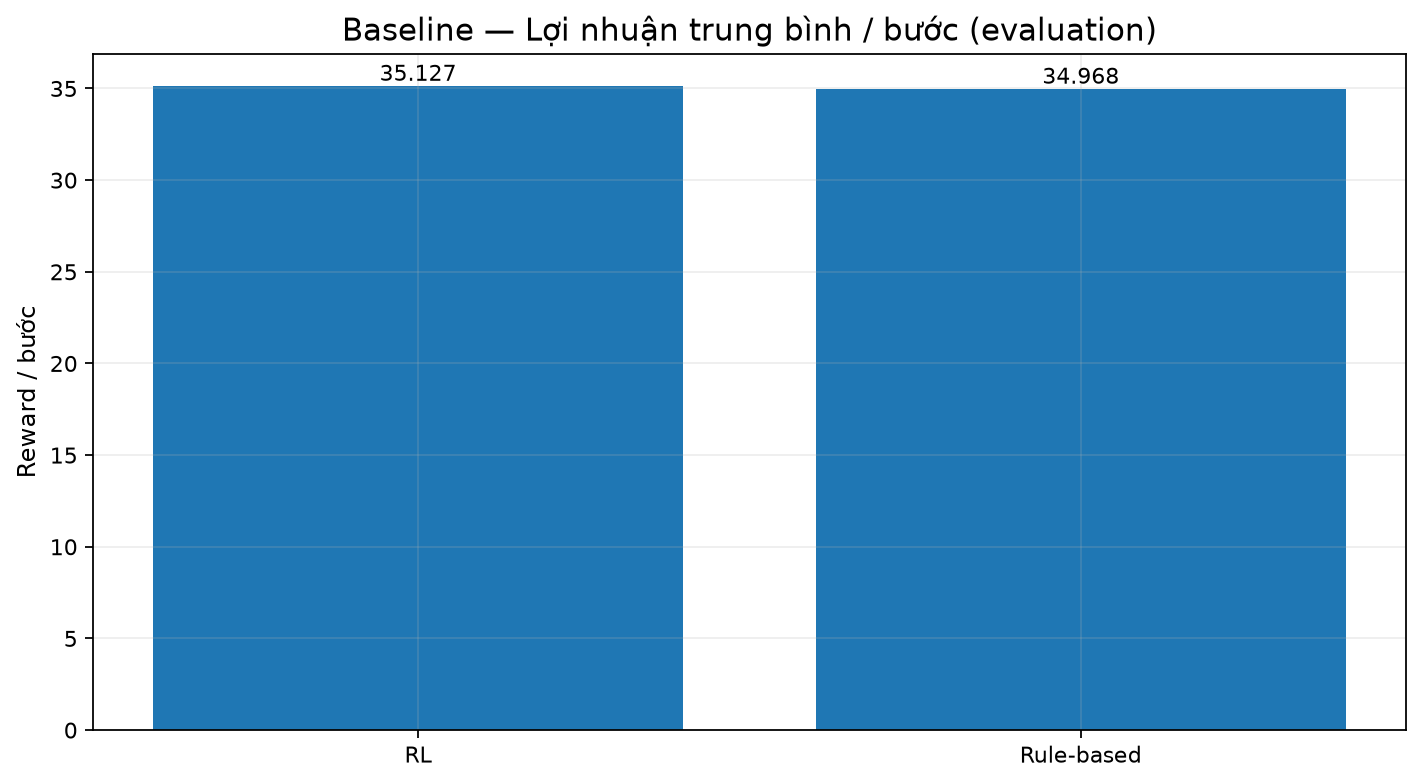 Baseline — Lợi nhuận trung bình / bước (evaluation)
35.127
34.968
Reward / bước
35
30
25
20
15
10
5
0
RL
Rule-based